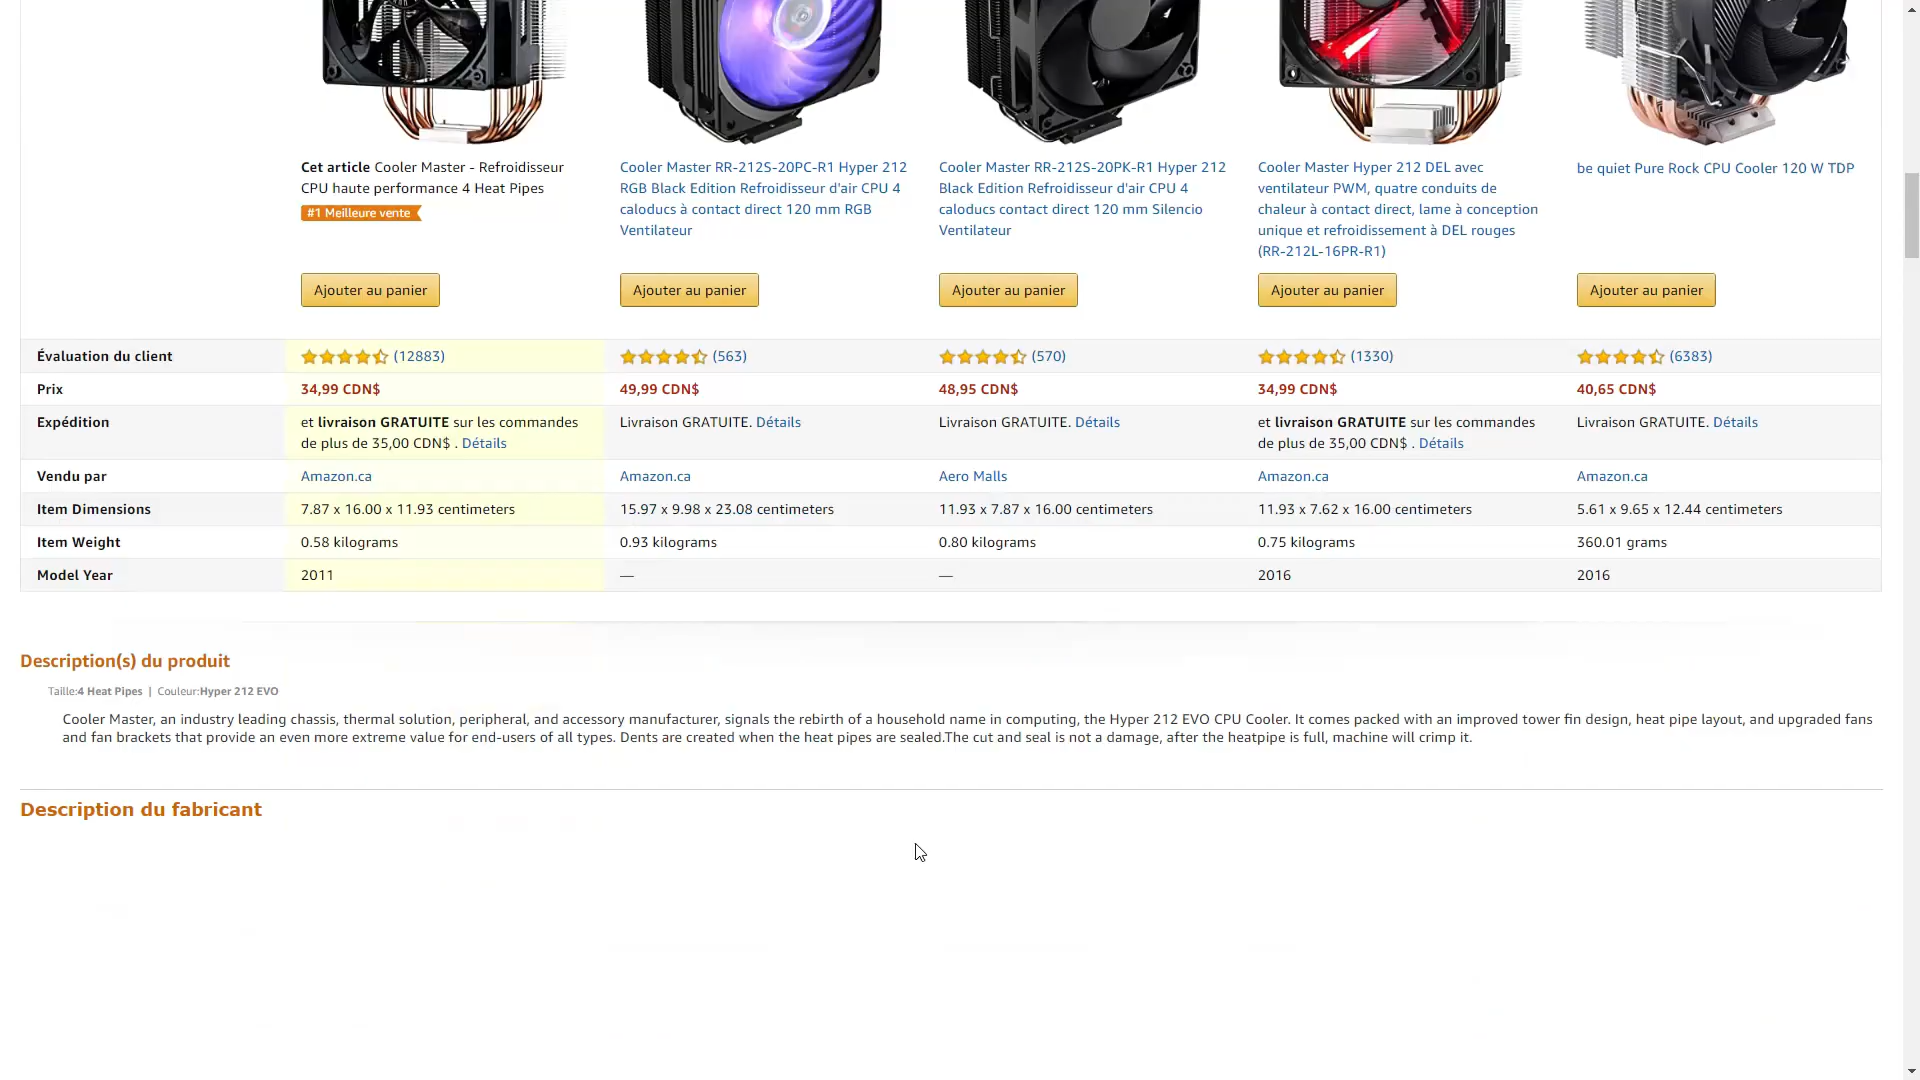 Cet article Cooler Master - Refroidisseur
CPU haute performance 4 Heat Pipes
#1 Meilleure vente
Ajouter au panier
Cooler Master RR-212S-20PC-R1 Hyper 212
RGB Black Edition Refroidisseur d'air CPU 4
caloducs à contact direct 120 mm RGB
Ventilateur
Ajouter au panier
Cooler Master RR-212S-20PK-R1 Hyper 212
Black Edition Refroidisseur d'air CPU 4
caloducs contact direct 120 mm Silencio
Ventilateur
Ajouter au panier
Cooler Master Hyper 212 DEL avec
ventilateur PWM, quatre conduits de
chaleur à contact direct, lame à conception
unique et refroidissement à DEL rouges
(RR-212L-16PR-R1)
Ajouter au panier
be quiet Pure Rock CPU Cooler 120 W TDP
Ajouter au panier
Évaluation du client (12883) (563) (570) (1330) (6383)
Prix 34,99 CDN$ 49,99 CDN$ 48,95 CDN$ 34,99 CDN$ 40,65 CDN$
Expédition et livraison GRATUITE sur les commandes Livraison GRATUITE. Détails Livraison GRATUITE. Détails et livraison GRATUITE sur les commandes Livraison GRATUITE. Détails
de plus de 35,00 CDN$ . Détails de plus de 35,00 CDN$ . Détails
Vendu par Amazon.ca Amazon.ca Aero Malls Amazon.ca Amazon.ca
Item Dimensions 7.87 x 16.00 x 11.93 centimeters 15.97 x 9.98 x 23.08 centimeters 11.93 x 7.87 x 16.00 centimeters 11.93 x 7.62 x 16.00 centimeters 5.61 x 9.65 x 12.44 centimeters
Item Weight 0.58 kilograms 0.93 kilograms 0.80 kilograms 0.75 kilograms 360.01 grams
Model Year 2011 — — 2016 2016
Description(s) du produit
Taille:4 Heat Pipes | Couleur:Hyper 212 EVO
Cooler Master, an industry leading chassis, thermal solution, peripheral, and accessory manufacturer, signals the rebirth of a household name in computing, the Hyper 212 EVO CPU Cooler. It comes packed with an improved tower fin design, heat pipe layout, and upgraded fans
and fan brackets that provide an even more extreme value for end-users of all types. Dents are created when the heat pipes are sealed.The cut and seal is not a damage, after the heatpipe is full, machine will crimp it.
Description du fabricant